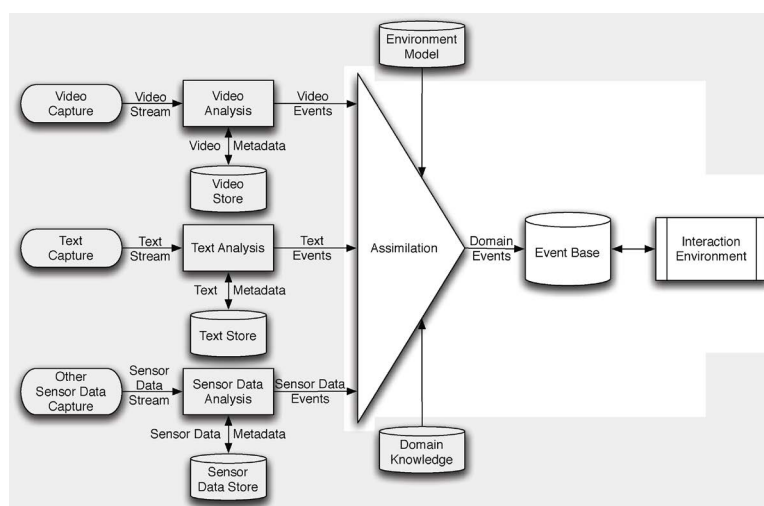 Environment
Model
Video
Capture
Video
Stream
Video
Analysis
Video
Events
Video
Metadata
Video
Store
Text
Capture
Text
Stream
Text Analysis
Text
Events
Assimilation
Domain
Events
Event Base
Interaction
Environment
Text
Metadata
Text Store
Other
Sensor Data
Capture
Sensor
Data
Stream
Sensor Data
Analysis
Sensor Data
Events
Sensor Data
Metadata
Sensor
Data Store
Domain
Knowledge